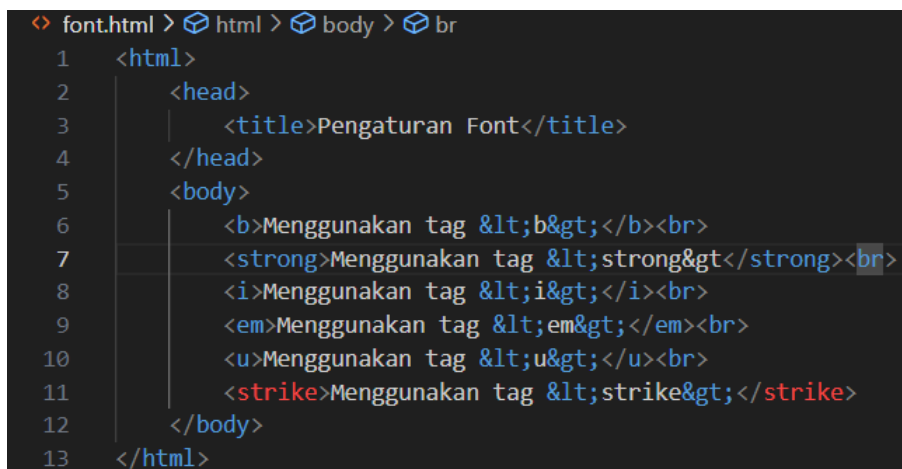 <> font.html > html > body > br
1 <html>
2 <head>
3 <title>Pengaturan Font</title>
4 </head>
5 <body>
6 <b>Menggunakan tag &lt;b&gt;</b><br>
7 <strong>Menggunakan tag &lt;strong&gt</strong><br>
8 <i>Menggunakan tag &lt;i&gt;</i><br>
9 <em>Menggunakan tag &lt;em&gt;</em><br>
10 <u>Menggunakan tag &lt;u&gt;</u><br>
11 <strike>Menggunakan tag &lt;strike&gt;</strike>
12 </body>
13 </html>